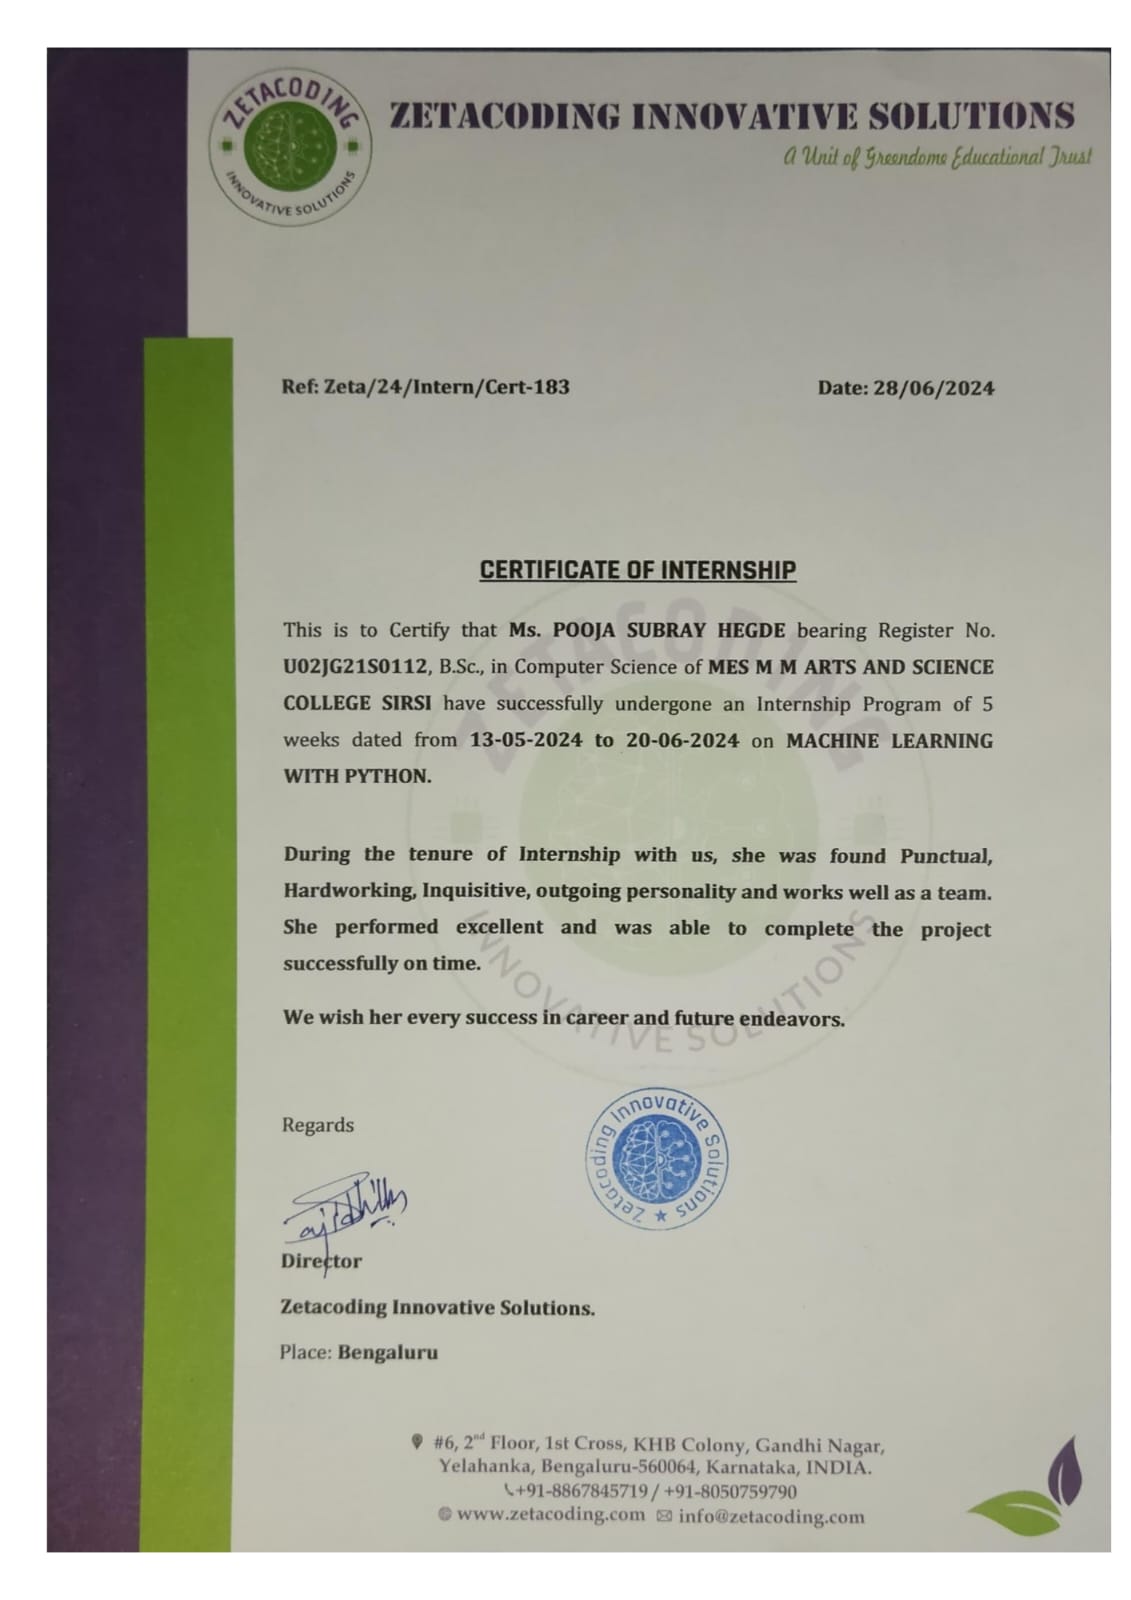 ZETACODING
INNOVATIVE SOLUTIONS
ZETACODING INNOVATIVE SOLUTIONS
A Unit of Greendome Educational Trust
Ref: Zeta/24/Intern/Cert-183 Date: 28/06/2024
CERTIFICATE OF INTERNSHIP
This is to Certify that Ms. POOJA SUBRAY HEGDE bearing Register No.
U02JG21S0112, B.Sc., in Computer Science of MES M M ARTS AND SCIENCE
COLLEGE SIRSI have successfully undergone an Internship Program of 5
weeks dated from 13-05-2024 to 20-06-2024 on MACHINE LEARNING
WITH PYTHON.
During the tenure of Internship with us, she was found Punctual,
Hardworking, Inquisitive, outgoing personality and works well as a team.
She performed excellent and was able to complete the project
successfully on time.
We wish her every success in career and future endeavors.
ZETACODING
INNOVATIVE SOLUTIONS
Regards
Zetacoding Innovative Solutions
Director
Zetacoding Innovative Solutions.
Place: Bengaluru
#6, 2nd Floor, 1st Cross, KHB Colony, Gandhi Nagar,
Yelahanka, Bengaluru-560064, Karnataka, INDIA.
+91-8867845719 / +91-8050759790
www.zetacoding.com info@zetacoding.com